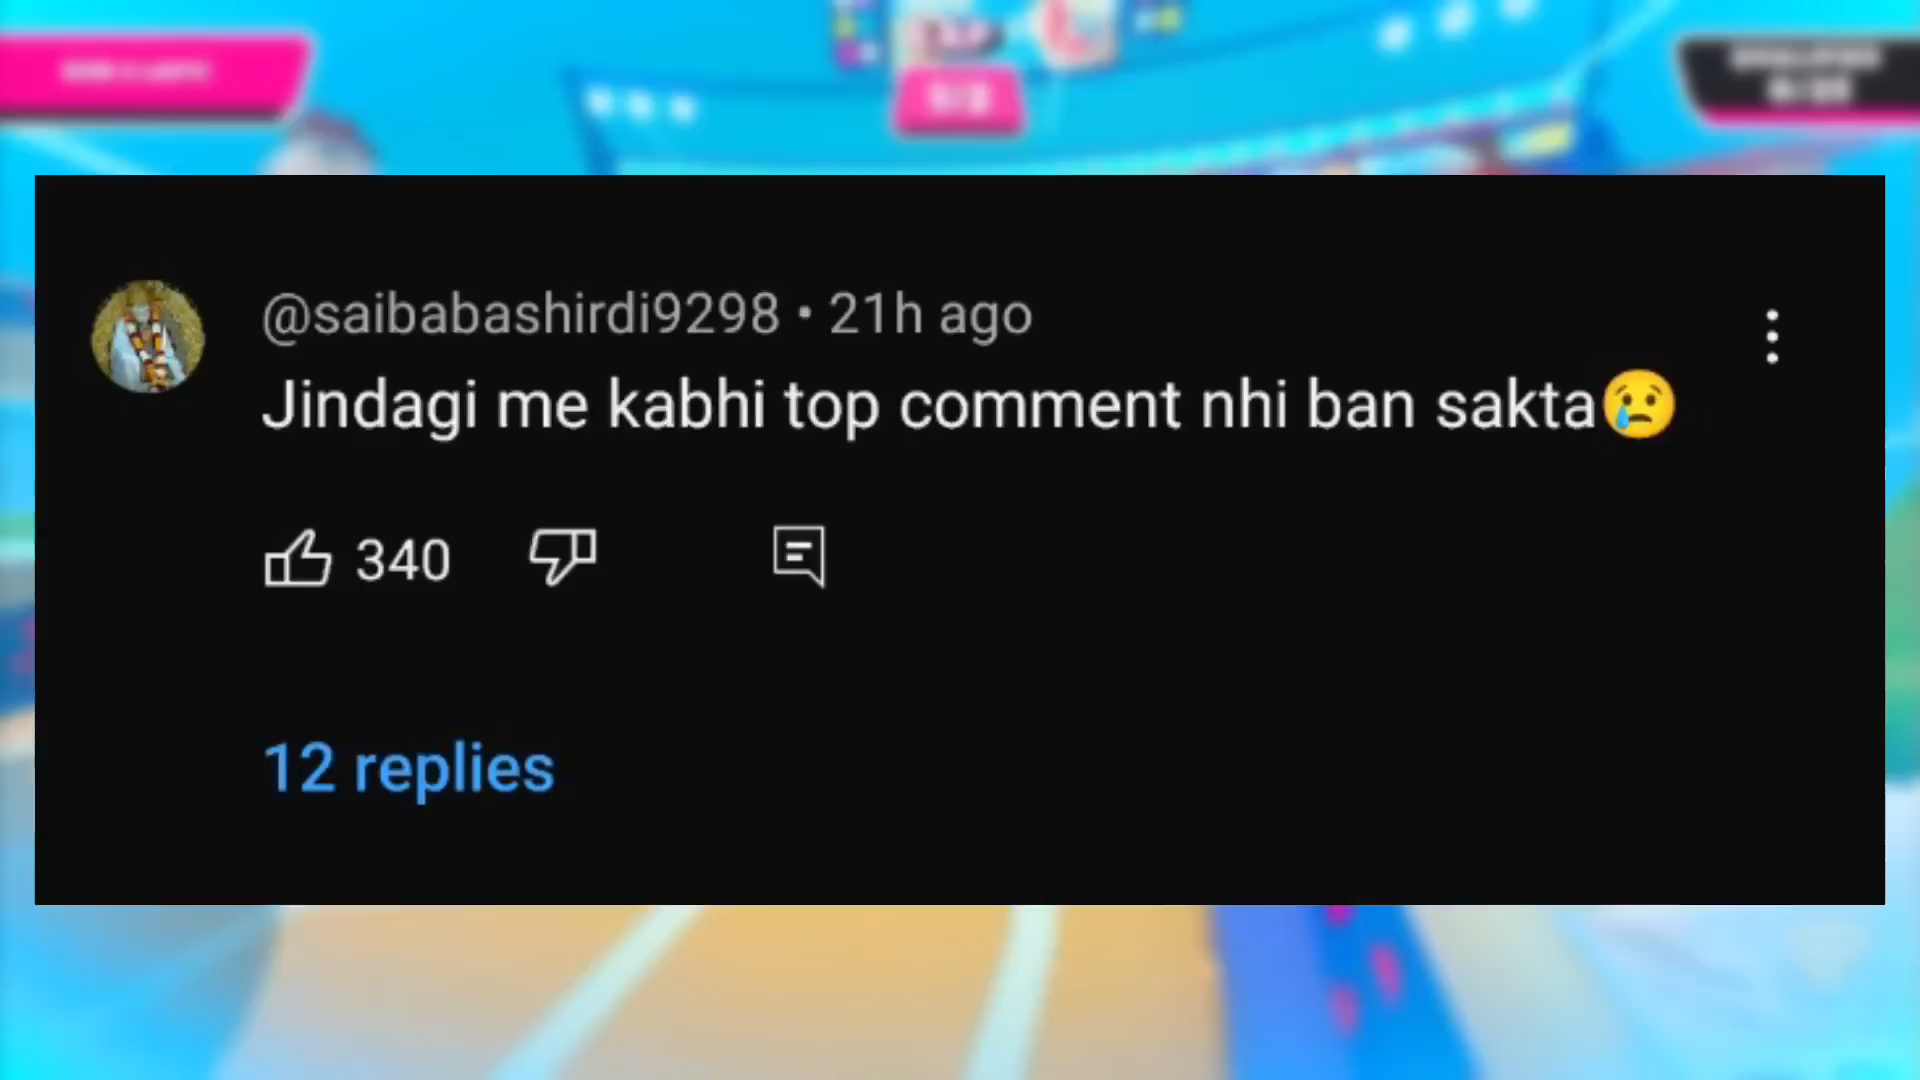 @saibabashirdi9298 • 21h ago
Jindagi me kabhi top comment nhi ban sakta😢
340
12 replies